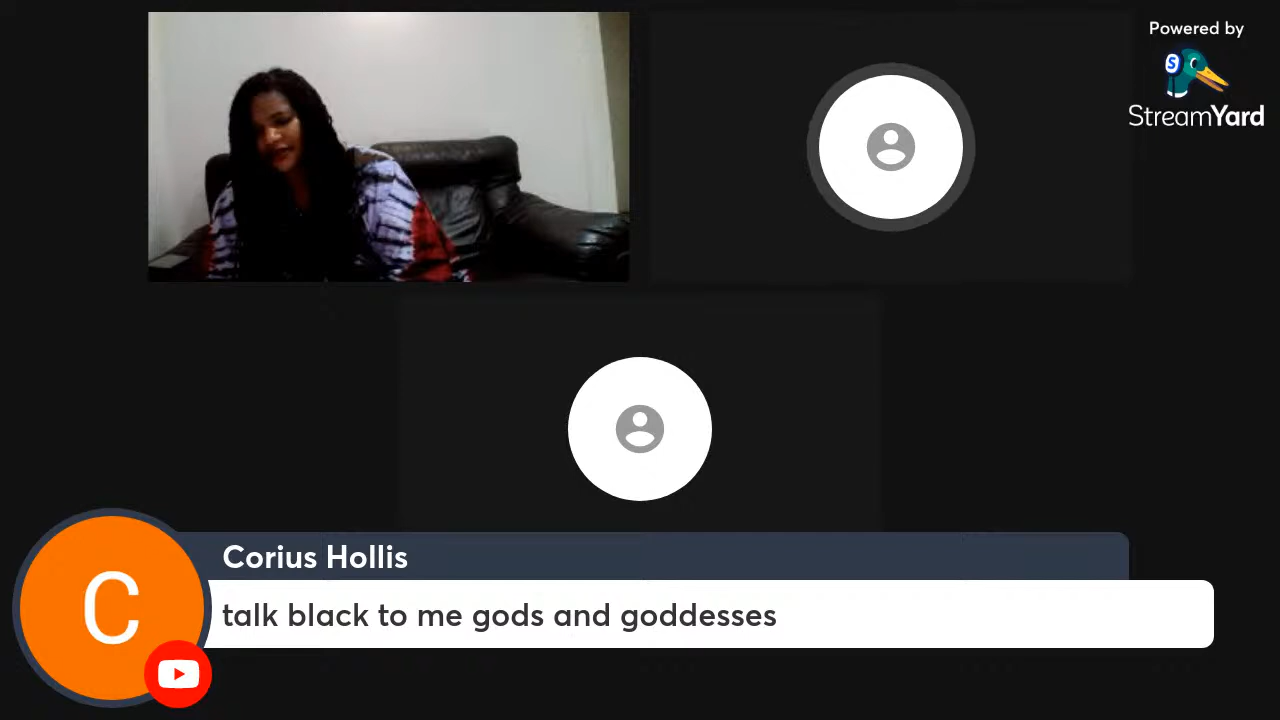 Powered by
StreamYard
Corius Hollis
C
talk black to me gods and goddesses